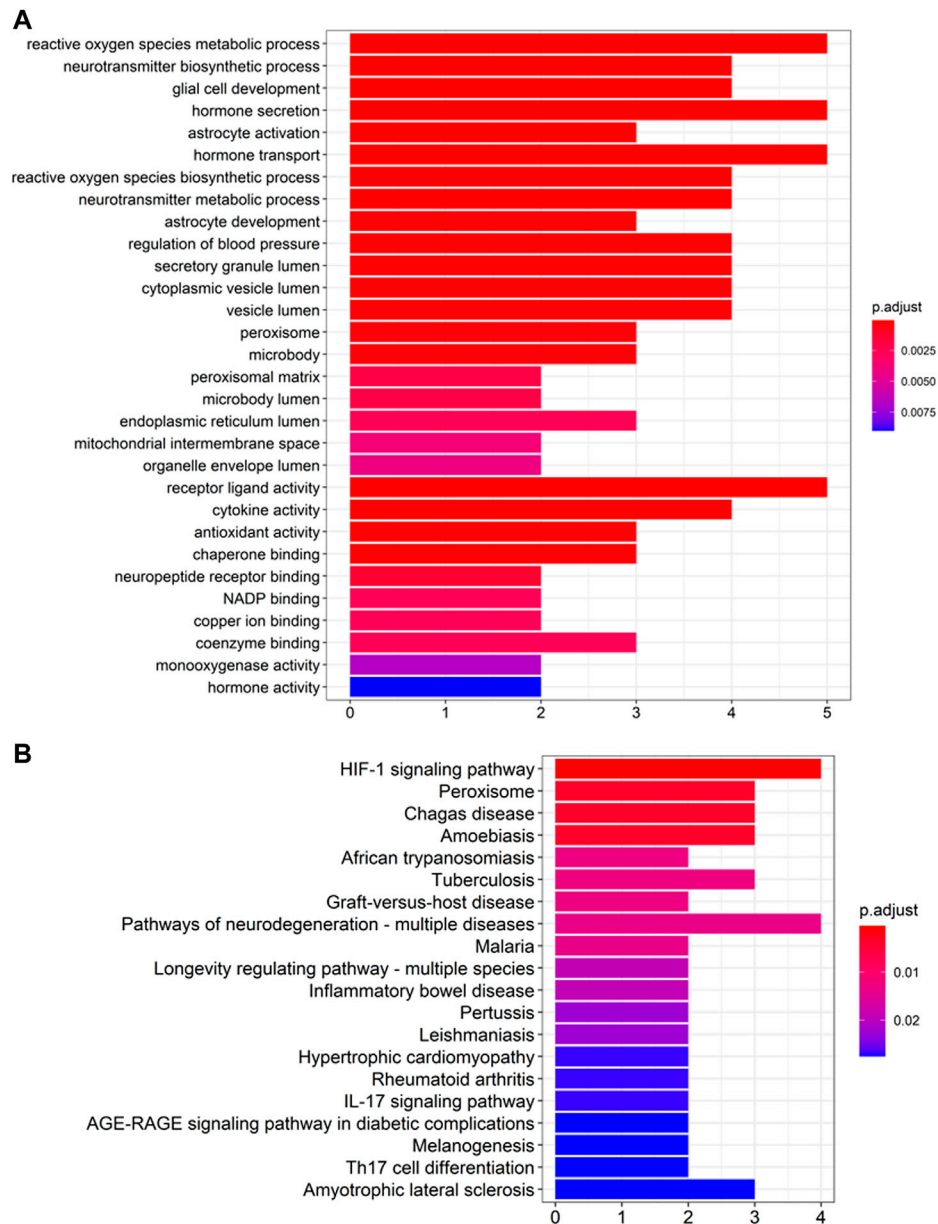 A
reactive oxygen species metabolic process
neurotransmitter biosynthetic process
glial cell development
hormone secretion
astrocyte activation
hormone transport
reactive oxygen species biosynthetic process
neurotransmitter metabolic process
astrocyte development
regulation of blood pressure
secretory granule lumen
cytoplasmic vesicle lumen
vesicle lumen
peroxisome
microbody
peroxisomal matrix
microbody lumen
endoplasmic reticulum lumen
mitochondrial intermembrane space
organelle envelope lumen
receptor ligand activity
cytokine activity
antioxidant activity
chaperone binding
neuropeptide receptor binding
NADP binding
copper ion binding
coenzyme binding
monooxygenase activity
hormone activity
0 1 2 3 4 5
p.adjust
0.0025
0.0050
0.0075
B
HIF-1 signaling pathway
Peroxisome
Chagas disease
Amoebiasis
African trypanosomiasis
Tuberculosis
Graft-versus-host disease
Pathways of neurodegeneration - multiple diseases
Malaria
Longevity regulating pathway - multiple species
Inflammatory bowel disease
Pertussis
Leishmaniasis
Hypertrophic cardiomyopathy
Rheumatoid arthritis
IL-17 signaling pathway
AGE-RAGE signaling pathway in diabetic complications
Melanogenesis
Th17 cell differentiation
Amyotrophic lateral sclerosis
0 1 2 3 4
p.adjust
0.01
0.02